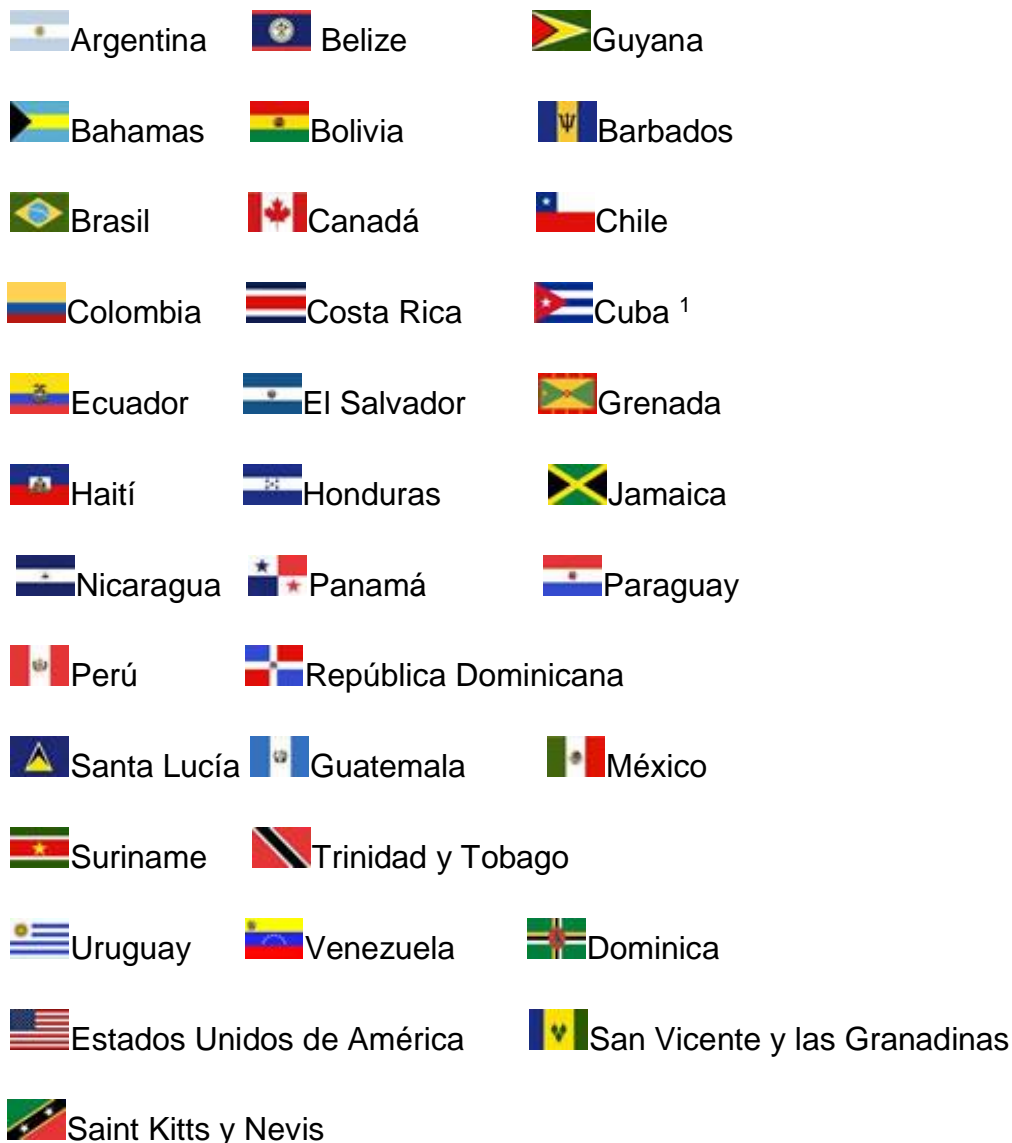 Argentina Belize Guyana
Bahamas Bolivia Barbados
Brasil Canadá Chile
Colombia Costa Rica Cuba 1
Ecuador El Salvador Grenada
Haití Honduras Jamaica
Nicaragua Panamá Paraguay
Perú República Dominicana
Santa Lucía Guatemala México
Suriname Trinidad y Tobago
Uruguay Venezuela Dominica
Estados Unidos de América San Vicente y las Granadinas
Saint Kitts y Nevis